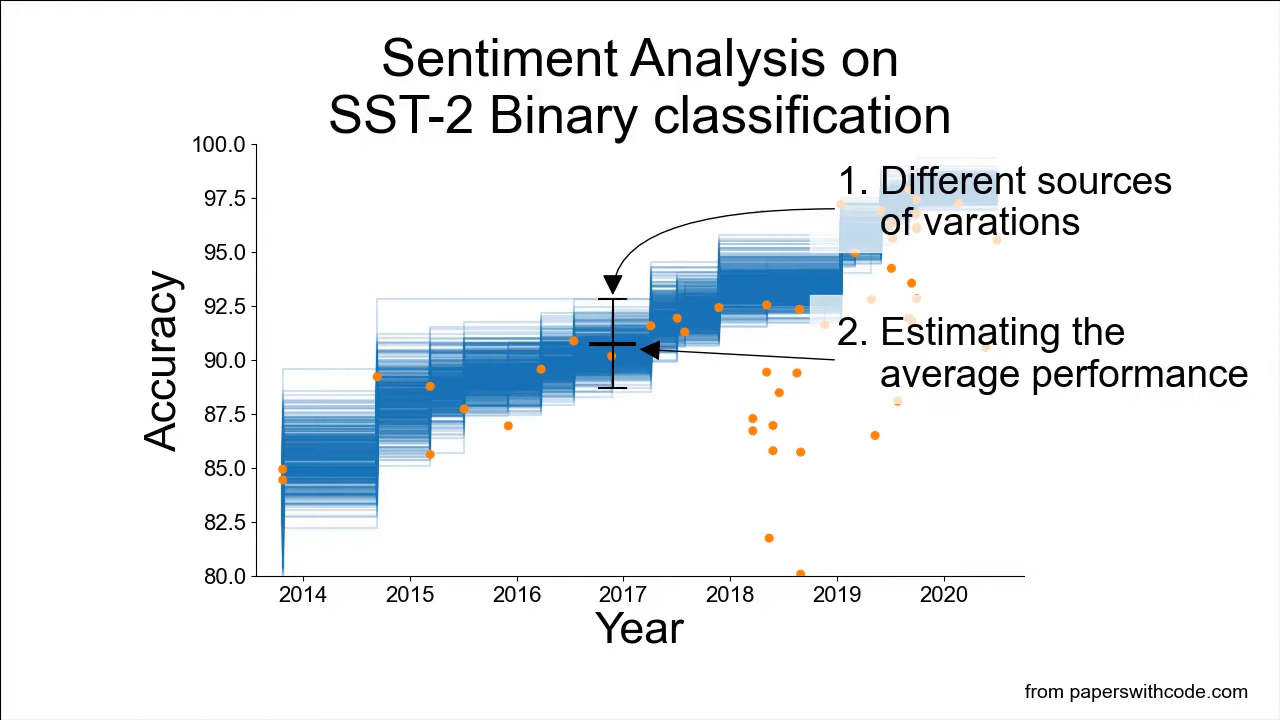 Sentiment Analysis on
SST-2 Binary classification
100.0
97.5
95.0
92.5
90.0
87.5
85.0
82.5
80.0
Accuracy
1. Different sources
of varations
2. Estimating the
average performance
2014 2015 2016 2017 2018 2019 2020
Year
from paperswithcode.com